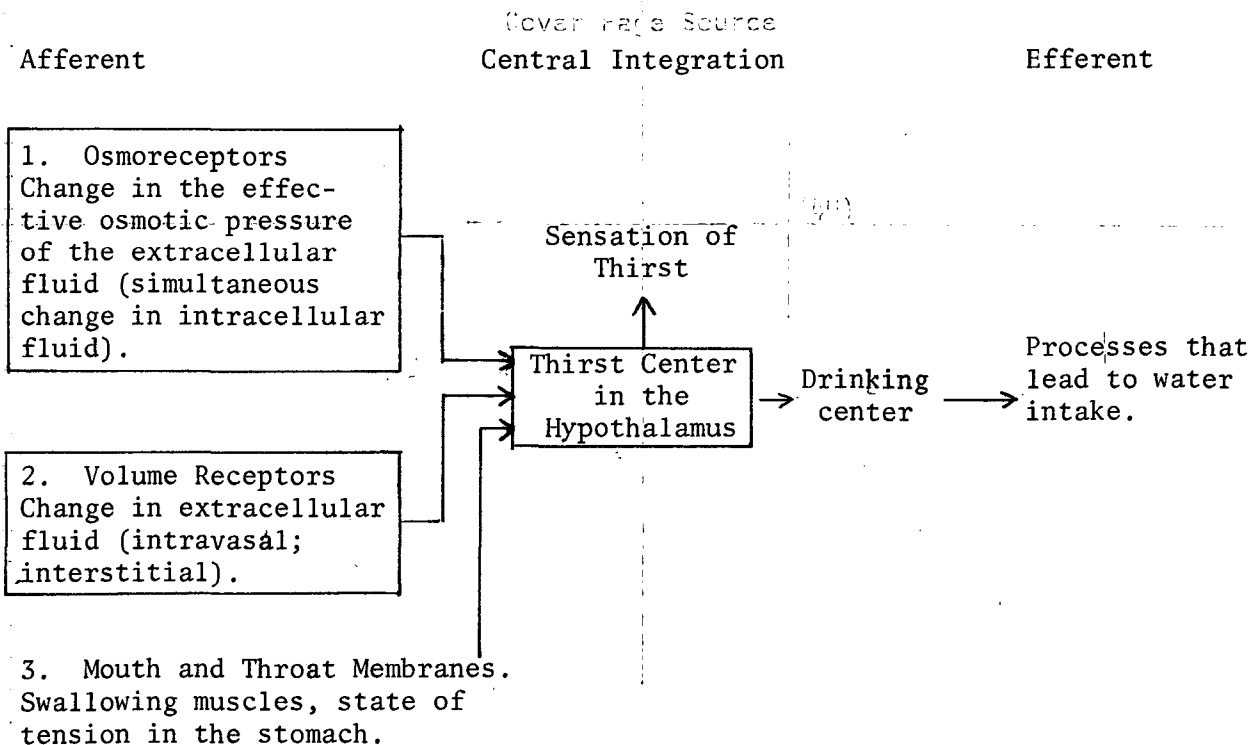 Cover Page Source
Afferent
Central Integration
Efferent
1. Osmoreceptors
Change in the effec-
tive osmotic pressure
of the extracellular
fluid (simultaneous
change in intracellular
fluid).
Sensation of
Thirst
Thirst Center
in the
Hypothalamus
Drinking
center
Processes that
lead to water
intake.
2. Volume Receptors
Change in extracellular
fluid (intravasal;
interstitial).
3. Mouth and Throat Membranes.
Swallowing muscles, state of
tension in the stomach.